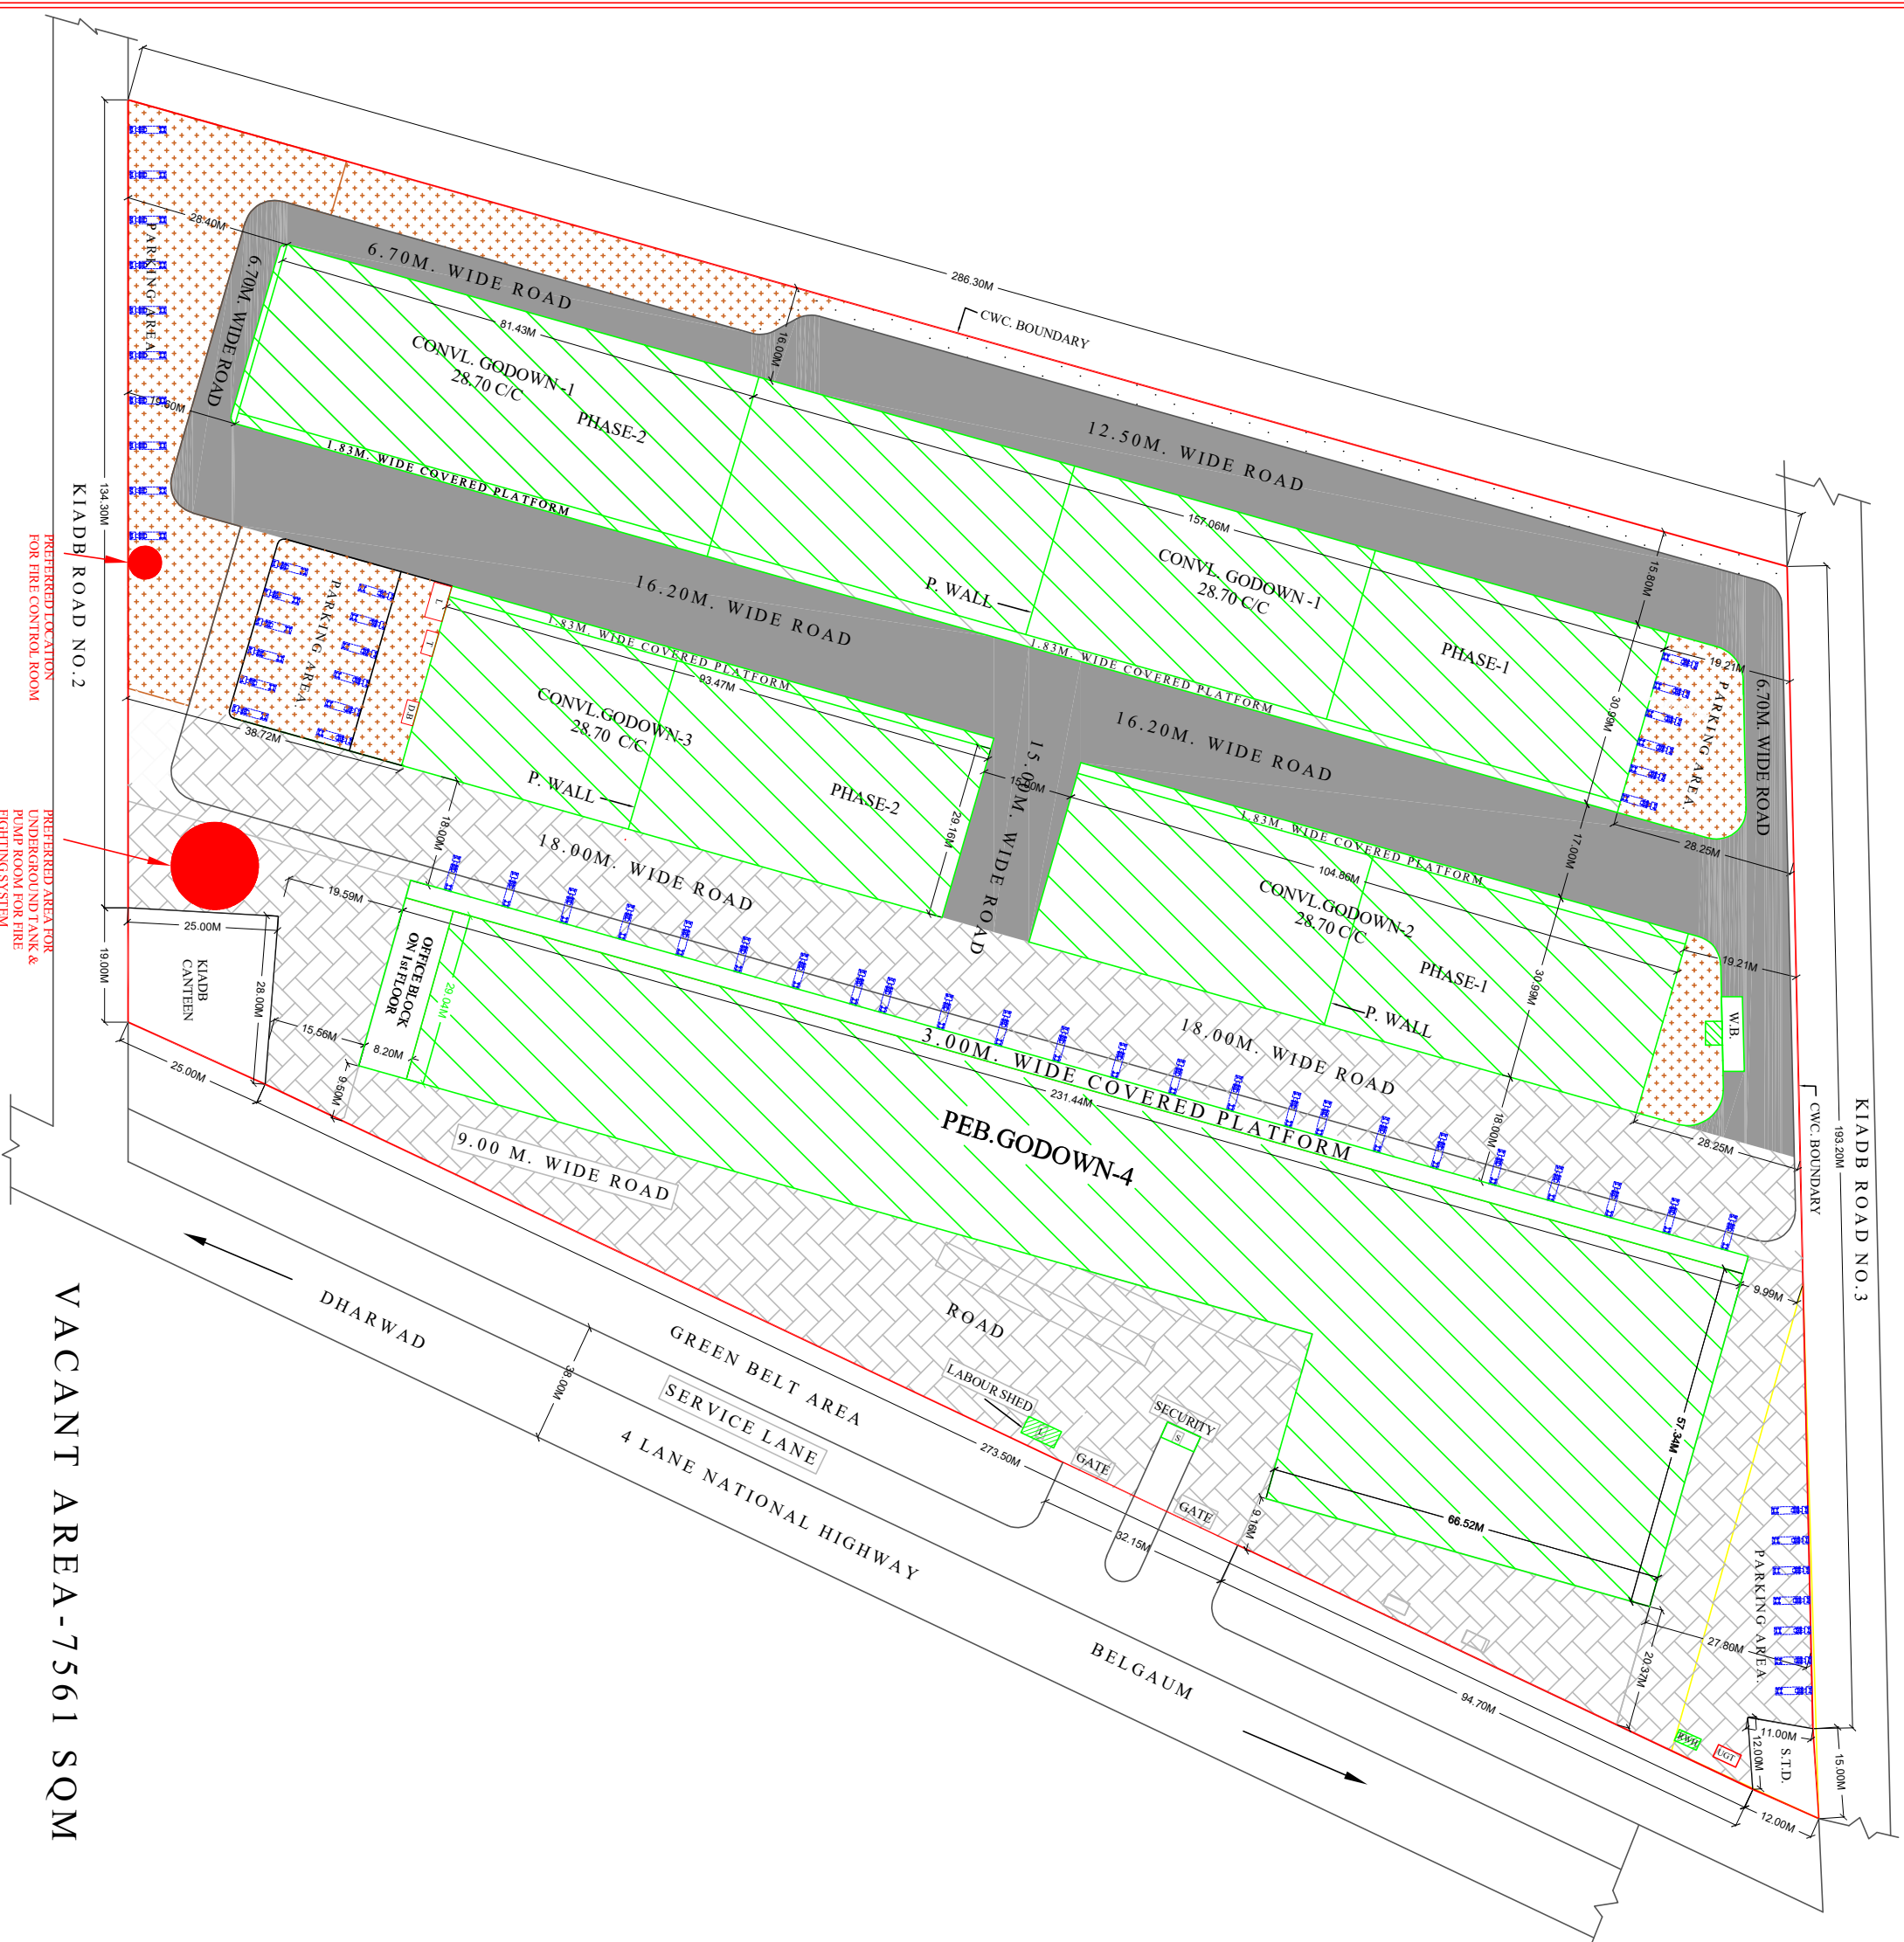 286.30M
CWC. BOUNDARY
KIADB ROAD NO.3
193.20M
CWC. BOUNDARY
28.40M
PARKING AREA
6.70M. WIDE ROAD
6.70M. WIDE ROAD
81.43M
16.00M
CONVL. GODOWN -1
28.70 C/C
PHASE-2
19.60M
1.83M. WIDE COVERED PLATFORM
12.50M. WIDE ROAD
157.06M
CONVL. GODOWN -1
28.70 C/C
P. WALL
PHASE-1
1.83M. WIDE COVERED PLATFORM
15.80M
30.99M
19.21M
PARKING AREA
6.70M. WIDE ROAD
28.25M
134.30M
KIADB ROAD NO.2
PREFERRED LOCATION
FOR FIRE CONTROL ROOM
16.20M. WIDE ROAD
16.20M. WIDE ROAD
17.00M
PARKING AREA
L
T
D.B
38.72M
1.83M. WIDE COVERED PLATFORM
93.47M
CONVL.GODOWN-3
28.70 C/C
P. WALL
PHASE-2
29.16M
15.00M
15.00M. WIDE ROAD
1.83M. WIDE COVERED PLATFORM
104.86M
CONVL.GODOWN-2
28.70 C/C
PHASE-1
P. WALL
30.99M
19.21M
W.B.
28.25M
18.00M
18.00M. WIDE ROAD
18.00M. WIDE ROAD
18.00M
PREFERRED AREA FOR
UNDERGROUND TANK &
PUMP ROOM FOR FIRE
FIGHTING SYSTEM
19.59M
25.00M
KIADB
CANTEEN
28.00M
19.00M
25.00M
15.56M
8.20M
9.60M
OFFICE BLOCK
ON 1st FLOOR
29.04M
3.00M. WIDE COVERED PLATFORM
231.44M
PEB.GODOWN-4
9.99M
57.34M
66.52M
9.00 M. WIDE ROAD
ROAD
LABOUR SHED
L
SECURITY
S
GATE
GATE
9.16M
273.50M
32.15M
94.70M
PARKING AREA.
27.80M
20.37M
RWH
UGT
11.00M
12.00M
S.T.D.
15.00M
12.00M
DHARWAD
38.00M
GREEN BELT AREA
SERVICE LANE
4 LANE NATIONAL HIGHWAY
BELGAUM
VACANT AREA-7561 SQM